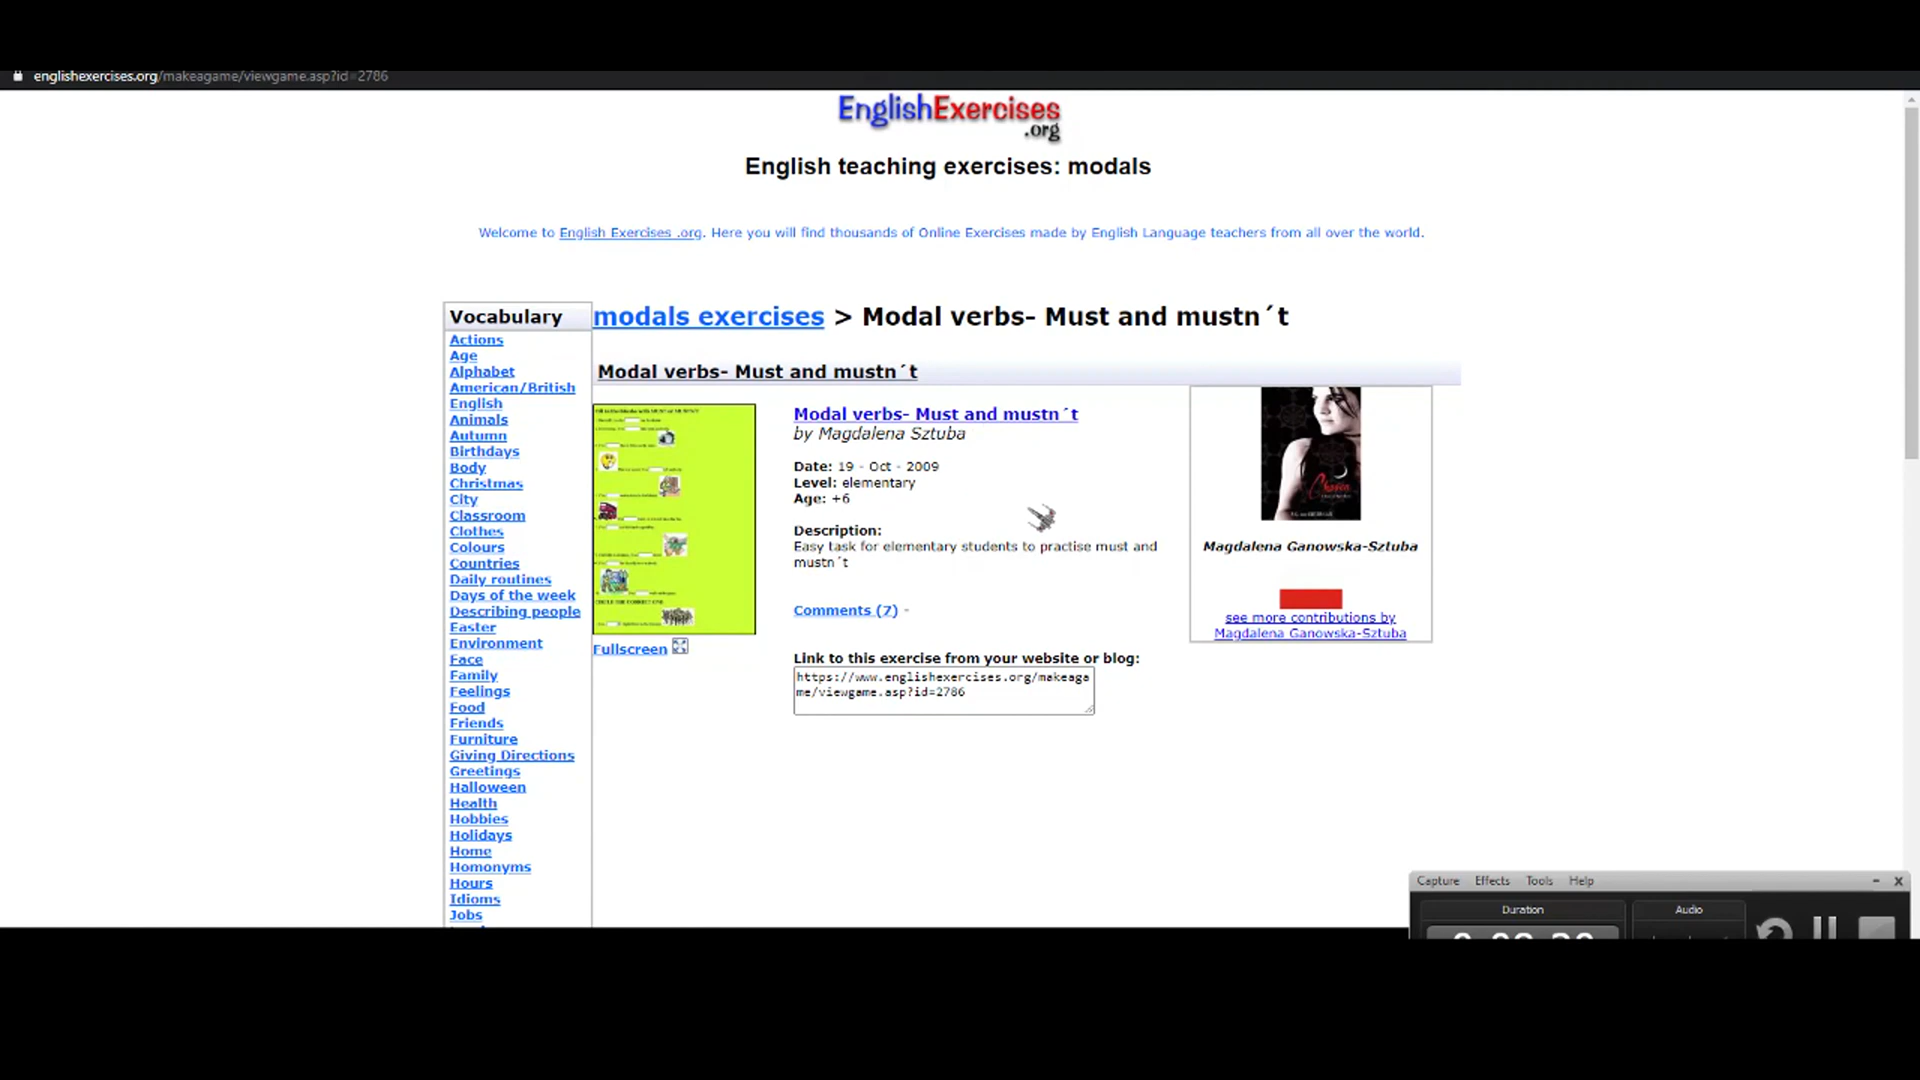 englishexercises.org/makeagame/viewgame.asp?id=2786
EnglishExercises
.org
English teaching exercises: modals
Welcome to English Exercises .org. Here you will find thousands of Online Exercises made by English Language teachers from all over the world.
Vocabulary
Actions
Age
Alphabet
American/British
English
Animals
Autumn
Birthdays
Body
Christmas
City
Classroom
Clothes
Colours
Countries
Daily routines
Days of the week
Describing people
Easter
Environment
Face
Family
Feelings
Food
Friends
Furniture
Giving Directions
Greetings
Halloween
Health
Hobbies
Holidays
Home
Homonyms
Hours
Idioms
Jobs
modals exercises > Modal verbs- Must and mustn´t
Modal verbs- Must and mustn´t
Fullscreen
Modal verbs- Must and mustn´t
by Magdalena Sztuba
Date: 19 - Oct - 2009
Level: elementary
Age: +6
Description:
Easy task for elementary students to practise must and
mustn´t
Comments (7) -
Link to this exercise from your website or blog:
https://www.englishexercises.org/makeaga
me/viewgame.asp?id=2786
Chosen
Magdalena Ganowska-Sztuba
see more contributions by
Magdalena Ganowska-Sztuba
Capture Effects Tools Help
Duration
Audio